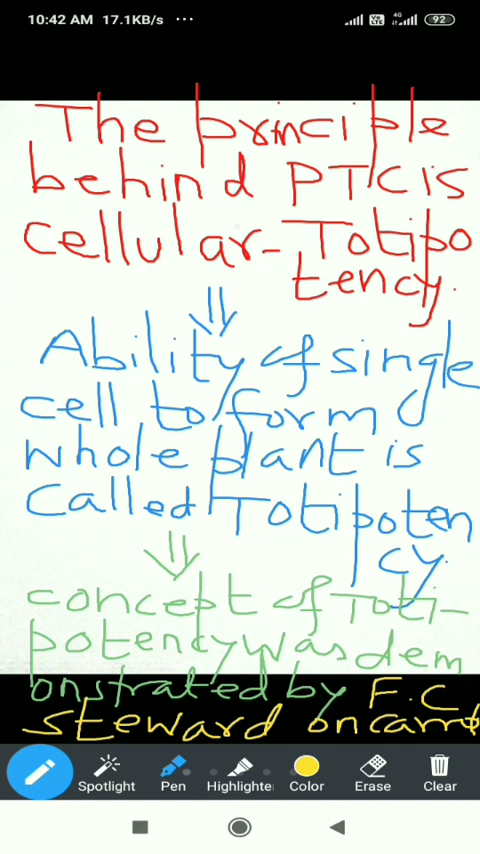 10:42 AM 17.1KB/s ... 4G 92
The principle
behind PTC is
cellular-Totipo
tency.
Ability of single
cell to form
whole plant is
called Totipoten
cy.
concept of Toti-
potency was dem
onstrated by F.C
steward on carrot
Spotlight Pen Highlighte Color Erase Clear